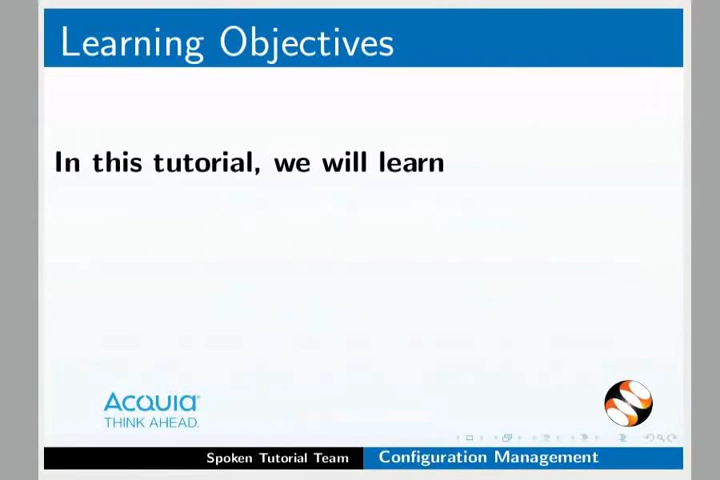 Learning Objectives
In this tutorial, we will learn
ACQUIA
THINK AHEAD.
Spoken Tutorial Team
Configuration Management